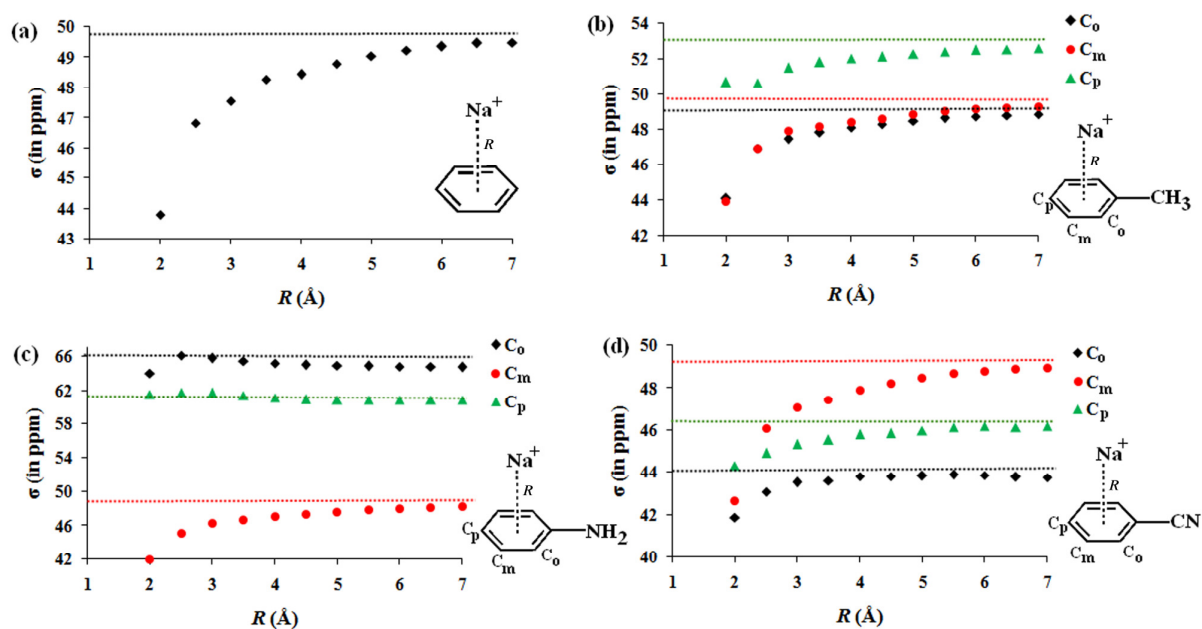 (a)
σ (in ppm)
50
49
48
47
46
45
44
43
1 2 3 4 5 6 7
R (Å)
Na+
R
(b)
σ (in ppm)
54
52
50
48
46
44
42
1 2 3 4 5 6 7
R (Å)
Co
Cm
Cp
Na+
R
Cp
CH3
Cm Co
(c)
σ (in ppm)
66
62
58
54
50
46
42
1 2 3 4 5 6 7
R (Å)
Co
Cm
Cp
Na+
R
Cp
NH2
Cm Co
(d)
σ (in ppm)
50
48
46
44
42
40
1 2 3 4 5 6 7
R (Å)
Co
Cm
Cp
Na+
R
Cp
CN
Cm Co